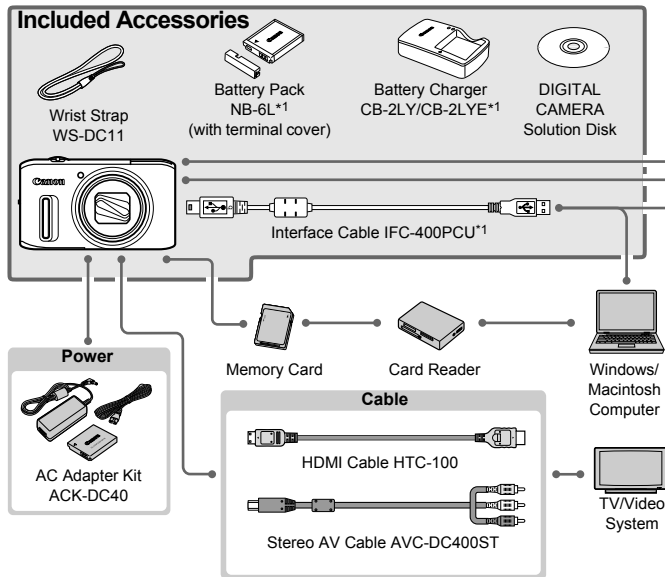 Included Accessories
Wrist Strap
WS-DC11
Battery Pack
NB-6L*1
(with terminal cover)
Battery Charger
CB-2LY/CB-2LYE*1
DIGITAL
CAMERA
Solution Disk
Canon
Interface Cable IFC-400PCU*1
Power
AC Adapter Kit
ACK-DC40
Memory Card
Card Reader
Windows/
Macintosh
Computer
Cable
HDMI Cable HTC-100
Stereo AV Cable AVC-DC400ST
TV/Video
System